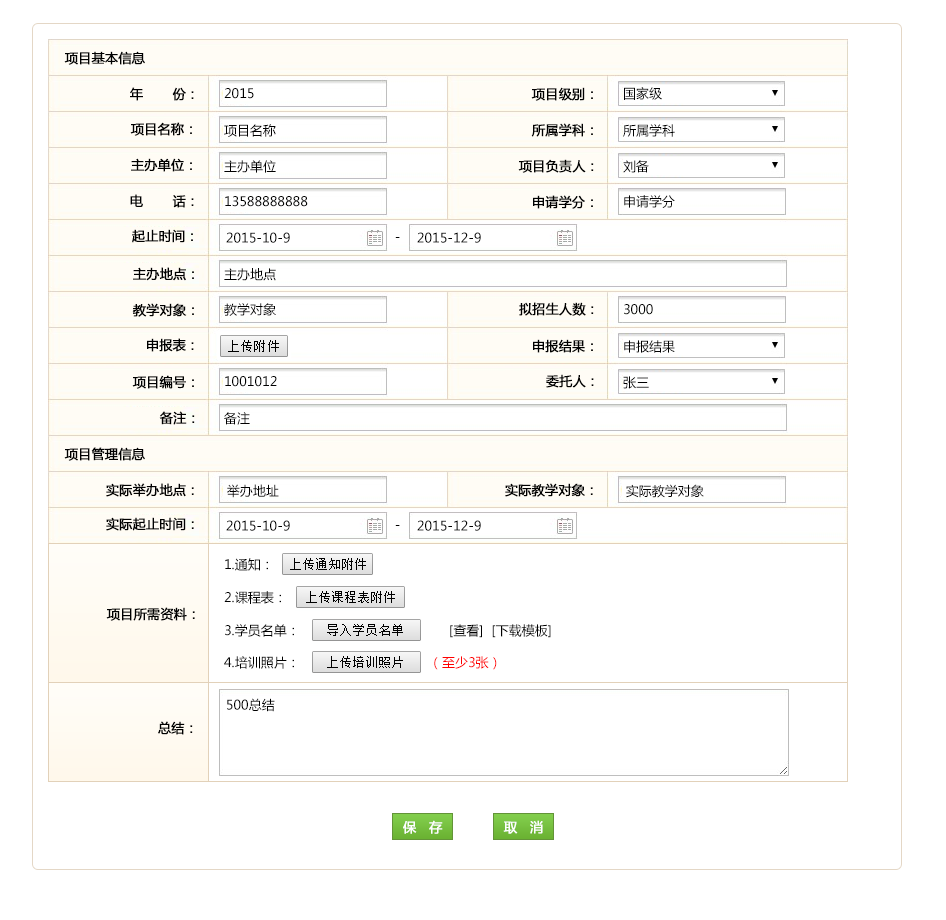 项目基本信息
年 份： 2015 项目级别： 国家级
项目名称： 项目名称 所属学科： 所属学科
主办单位： 主办单位 项目负责人： 刘备
电 话： 13588888888 申请学分： 申请学分
起止时间： 2015-10-9 - 2015-12-9
主办地点： 主办地点
教学对象： 教学对象 拟招生人数： 3000
申报表： 上传附件 申报结果： 申报结果
项目编号： 1001012 委托人： 张三
备注： 备注
项目管理信息
实际举办地点： 举办地址 实际教学对象： 实际教学对象
实际起止时间： 2015-10-9 - 2015-12-9
项目所需资料：
1.通知： 上传通知附件
2.课程表： 上传课程表附件
3.学员名单： 导入学员名单 [查看] [下载模板]
4.培训照片： 上传培训照片 （至少3张）
总结： 500总结
保 存 取 消